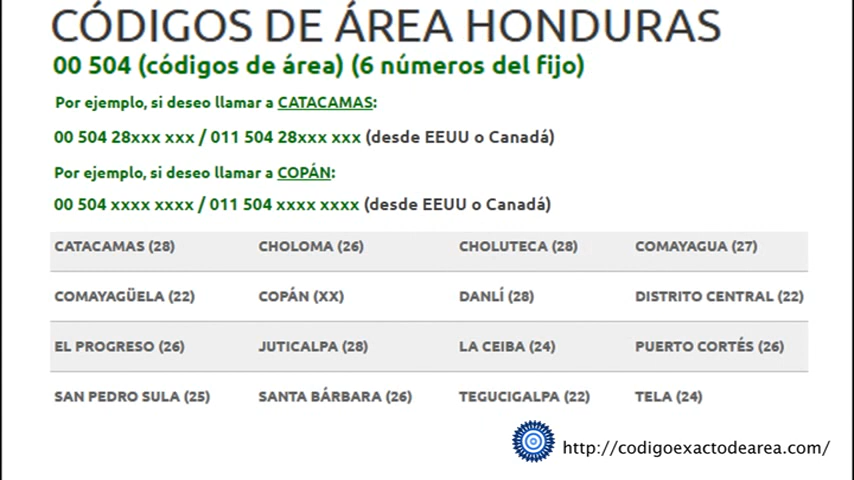 CÓDIGOS DE ÁREA HONDURAS
00 504 (códigos de área) (6 números del fijo)
Por ejemplo, si deseo llamar a CATACAMAS:
00 504 28xxx xxx / 011 504 28xxx xxx (desde EEUU o Canadá)
Por ejemplo, si deseo llamar a COPÁN:
00 504 xxxx xxxx / 011 504 xxxx xxxx (desde EEUU o Canadá)
CATACAMAS (28) CHOLOMA (26) CHOLUTECA (28) COMAYAGUA (27)
COMAYAGÜELA (22) COPÁN (XX) DANLÍ (28) DISTRITO CENTRAL (22)
EL PROGRESO (26) JUTICALPA (28) LA CEIBA (24) PUERTO CORTÉS (26)
SAN PEDRO SULA (25) SANTA BÁRBARA (26) TEGUCIGALPA (22) TELA (24)
http://codigoexactodearea.com/